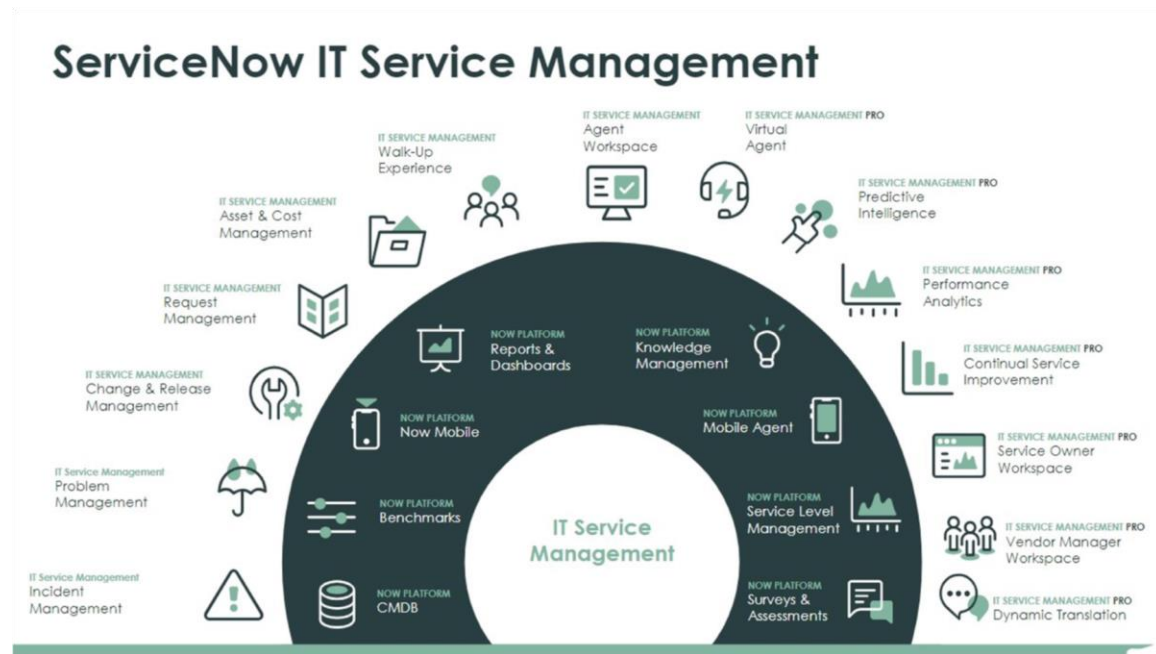 ServiceNow IT Service Management
IT SERVICE MANAGEMENT
Agent
Workspace
IT SERVICE MANAGEMENT PRO
Virtual
Agent
IT SERVICE MANAGEMENT
Walk-Up
Experience
IT SERVICE MANAGEMENT PRO
Predictive
Intelligence
IT SERVICE MANAGEMENT
Asset & Cost
Management
IT SERVICE MANAGEMENT PRO
Performance
Analytics
IT SERVICE MANAGEMENT
Request
Management
NOW PLATFORM
Reports &
Dashboards
NOW PLATFORM
Knowledge
Management
IT SERVICE MANAGEMENT PRO
Continual Service
Improvement
IT SERVICE MANAGEMENT
Change & Release
Management
NOW PLATFORM
Now Mobile
NOW PLATFORM
Mobile Agent
IT SERVICE MANAGEMENT PRO
Service Owner
Workspace
IT Service Management
Problem
Management
NOW PLATFORM
Benchmarks
IT Service
Management
NOW PLATFORM
Service Level
Management
IT SERVICE MANAGEMENT PRO
Vendor Manager
Workspace
IT Service Management
Incident
Management
NOW PLATFORM
CMDB
NOW PLATFORM
Surveys &
Assessments
IT SERVICE MANAGEMENT PRO
Dynamic Translation